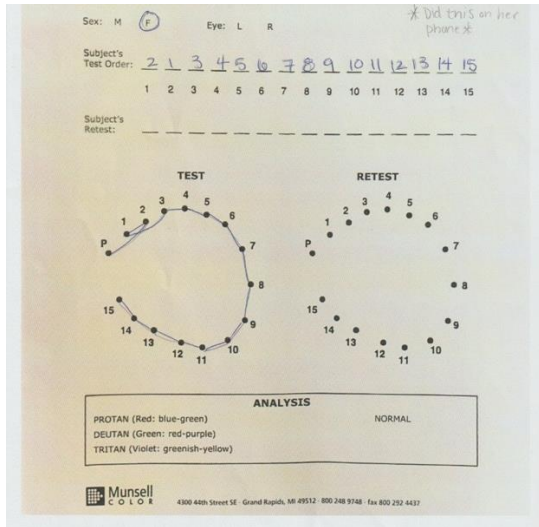 Sex: M F Eye: L R
* Did this on her
phone *
Subject's
Test Order: 2 1 3 4 5 6 7 8 9 10 11 12 13 14 15
1 2 3 4 5 6 7 8 9 10 11 12 13 14 15
Subject's
Retest:
TEST
P 1 2 3 4 5 6 7 8 9 10 11 12 13 14 15
RETEST
P 1 2 3 4 5 6 7 8 9 10 11 12 13 14 15
ANALYSIS
PROTAN (Red: blue-green) NORMAL
DEUTAN (Green: red-purple)
TRITAN (Violet: greenish-yellow)
Munsell
COLOR
4300 44th Street SE · Grand Rapids, MI 49512 · 800 248 9748 · fax 800 292 4437